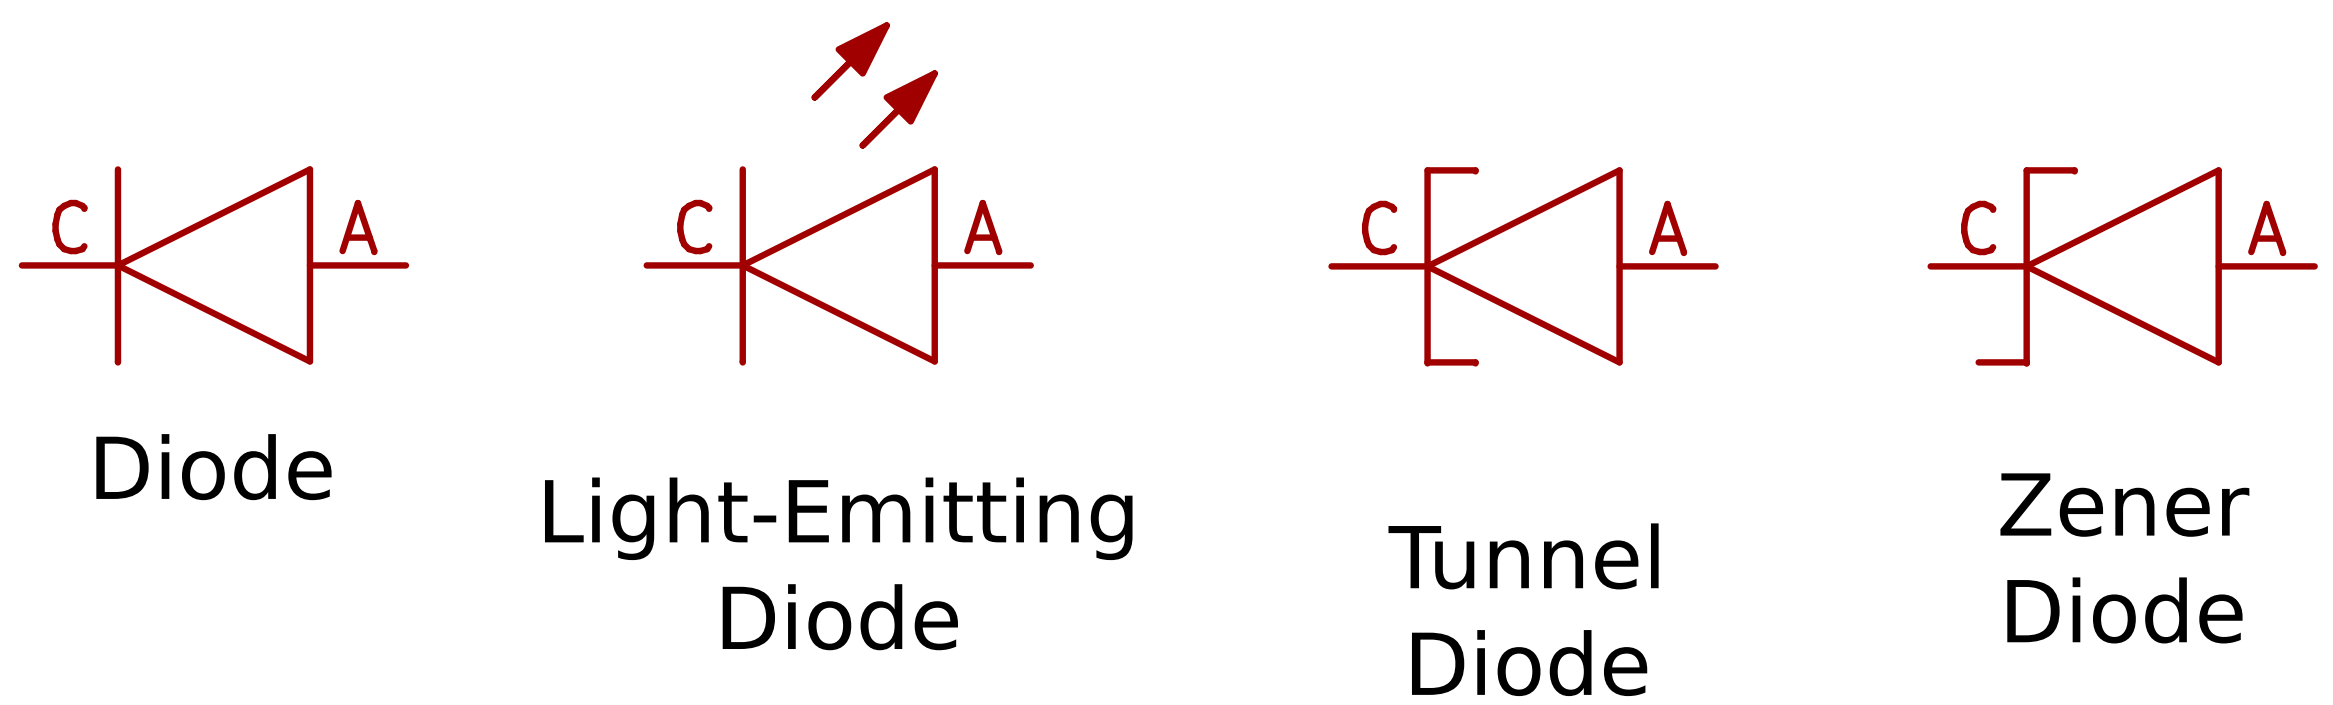 C A
Diode
C A
Light-Emitting
Diode
C A
Tunnel
Diode
C A
Zener
Diode